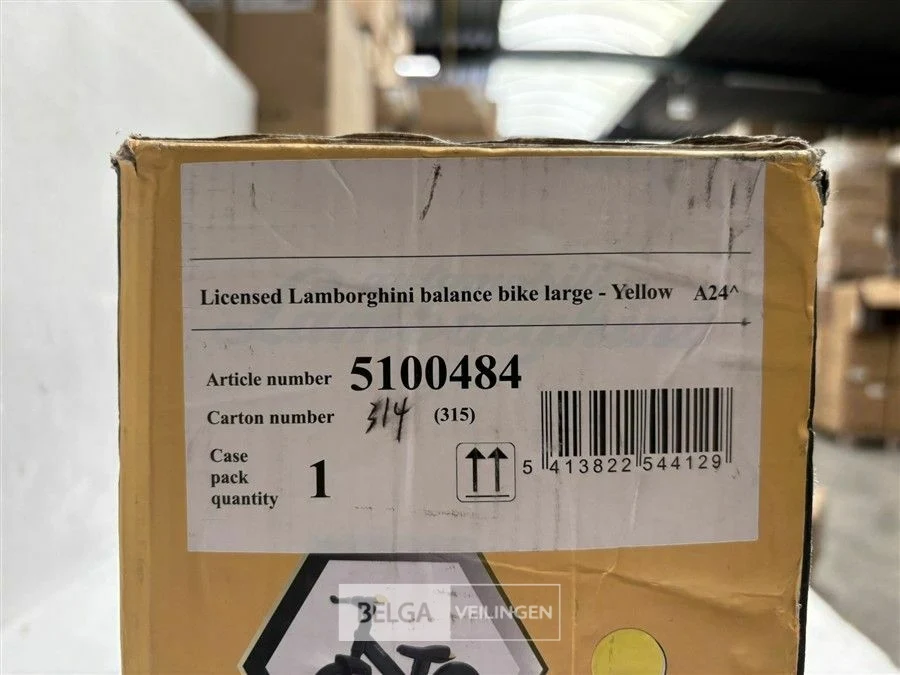 Licensed Lamborghini balance bike large - Yellow A24^
Article number 5100484
Carton number 314 (315)
Case
pack
quantity 1
5 413822 544129
BELGA VEILINGEN